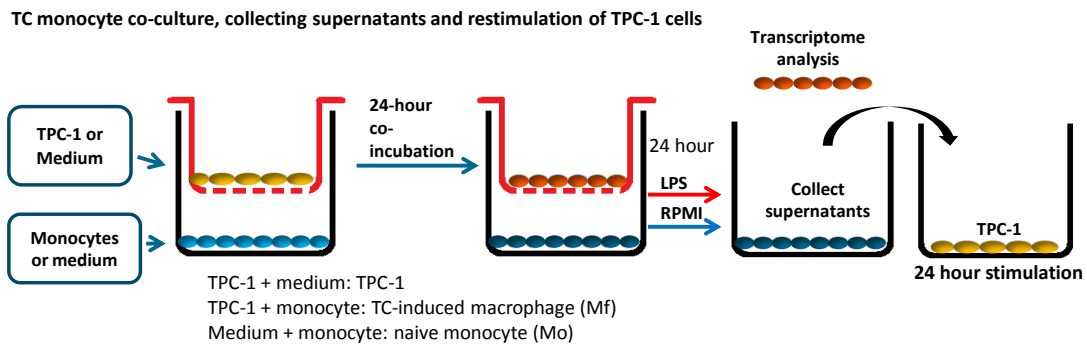 TC monocyte co-culture, collecting supernatants and restimulation of TPC-1 cells
TPC-1 or
Medium
Monocytes
or medium
24-hour
co-
incubation
24 hour
LPS
RPMI
Transcriptome
analysis
Collect
supernatants
TPC-1
24 hour stimulation
TPC-1 + medium: TPC-1
TPC-1 + monocyte: TC-induced macrophage (Mf)
Medium + monocyte: naive monocyte (Mo)